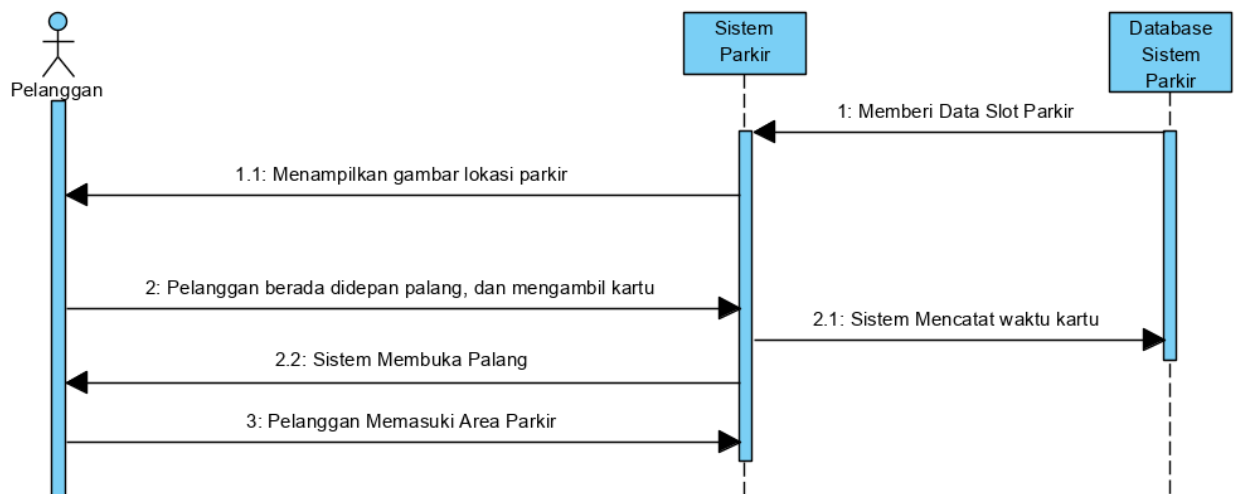 Pelanggan
Sistem
Parkir
Database
Sistem
Parkir
1: Memberi Data Slot Parkir
1.1: Menampilkan gambar lokasi parkir
2: Pelanggan berada didepan palang, dan mengambil kartu
2.1: Sistem Mencatat waktu kartu
2.2: Sistem Membuka Palang
3: Pelanggan Memasuki Area Parkir